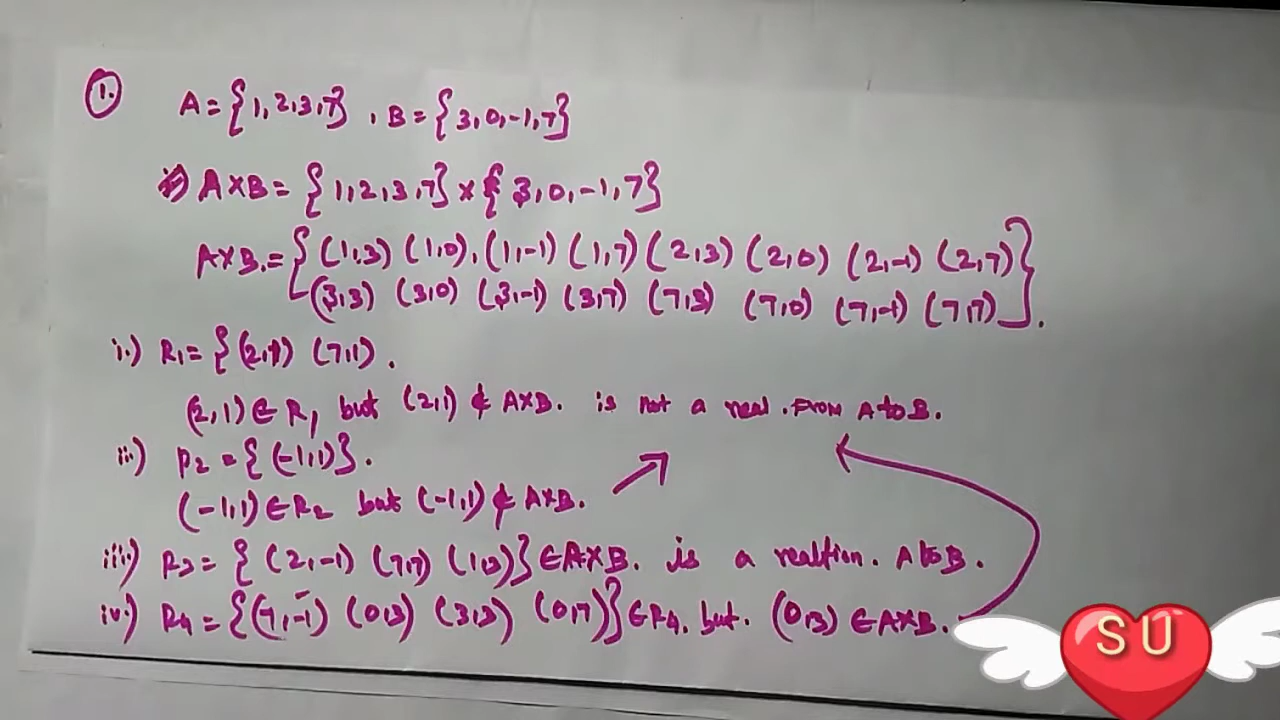 1.
A = {1, 2, 3, 7}, B = {3, 0, -1, 7}
A×B = {1, 2, 3, 7} × {3, 0, -1, 7}
A×B = {(1,3) (1,0), (1,-1) (1,7) (2,3) (2,0) (2,-1) (2,7)
(3,3) (3,0) (3,-1) (3,7) (7,3) (7,0) (7,-1) (7,7)}.
i.) R1 = {(2,1) (7,1).
(2,1) ∈ R1 but (2,1) ∉ A×B. is not a real. From A to B.
ii) R2 = {(-1,1)}.
(-1,1) ∈ R2 but (-1,1) ∉ A×B.
iii) R3 = {(2,-1) (7,7) (1,3)} ∈ A×B. is a realtion. A to B.
iv) R4 = {(7,-1) (0,3) (3,3) (0,7)} ∈ R4. but. (0,3) ∈ A×B.
SU